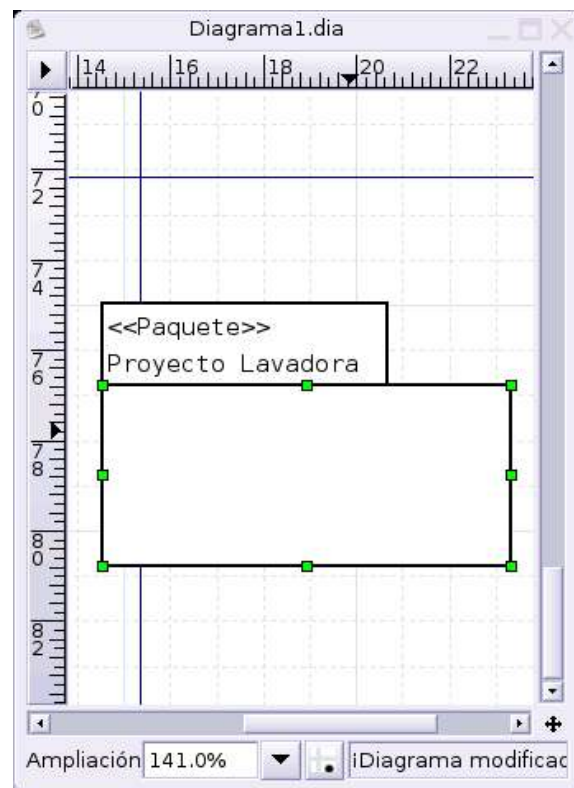 Diagrama1.dia
14 16 18 20 22
72
74
<<Paquete>>
Proyecto Lavadora
76
78
80
82
Ampliación 141.0% ¡Diagrama modificac